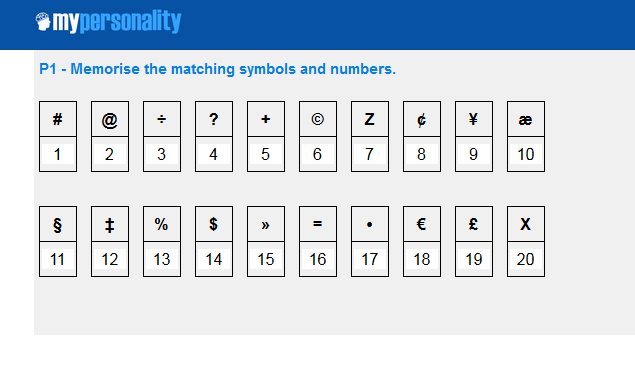 mypersonality
P1 - Memorise the matching symbols and numbers.
# @ ÷ ? + © Z ¢ ¥ æ
1 2 3 4 5 6 7 8 9 10
§ ‡ % $ » = • € £ X
11 12 13 14 15 16 17 18 19 20